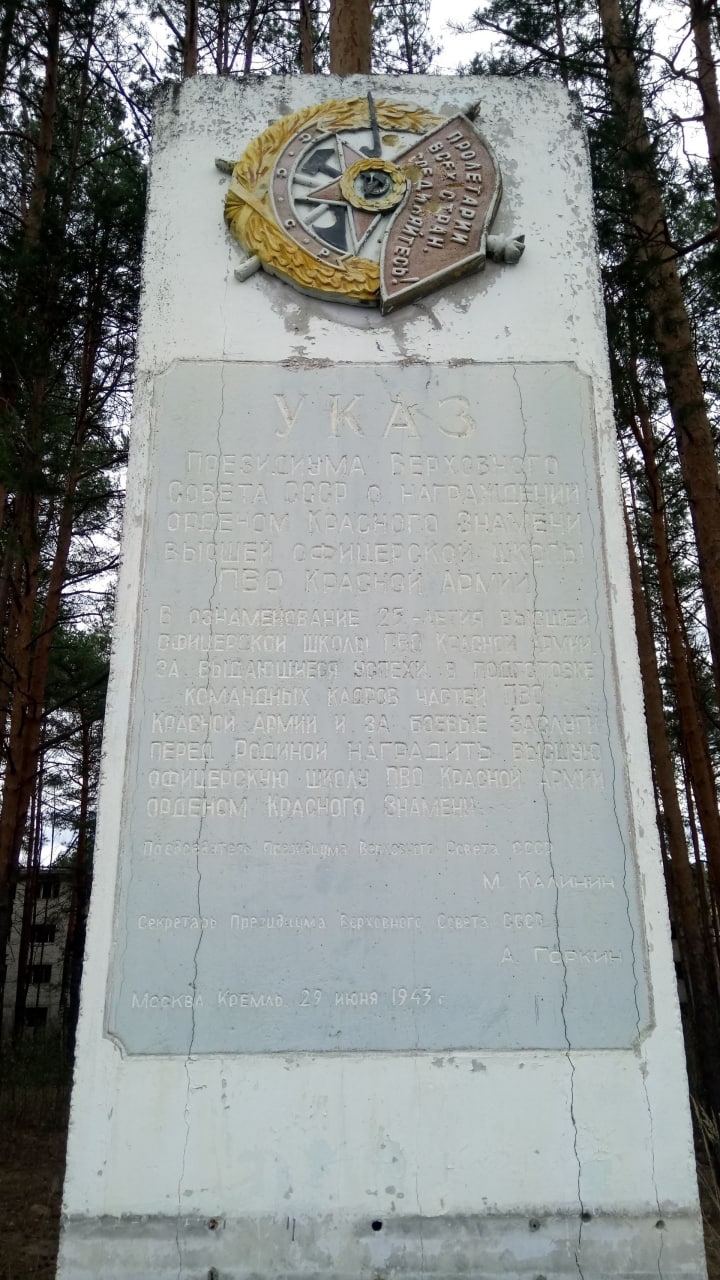 ПРОЛЕТАРИИ
ВСЕХ СТРАН,
СОЕДИНЯЙТЕСЬ!
СССР
УКАЗ
Президиума Верховного
Совета СССР о награждении
орденом Красного Знамени
высшей офицерской школы
ПВО Красной Армии
В ознаменование 25-летия высшей
офицерской школы ПВО Красной Армии
за выдающиеся успехи в подготовке
командных кадров частей ПВО
Красной Армии и за боевые заслуги
перед Родиной наградить высшую
офицерскую школу ПВО Красной Армии
орденом Красного Знамени.
Председатель Президиума Верховного Совета СССР
М. Калинин
Секретарь Президиума Верховного Совета СССР
А. Горкин
Москва Кремль. 29 июня 1943 г.